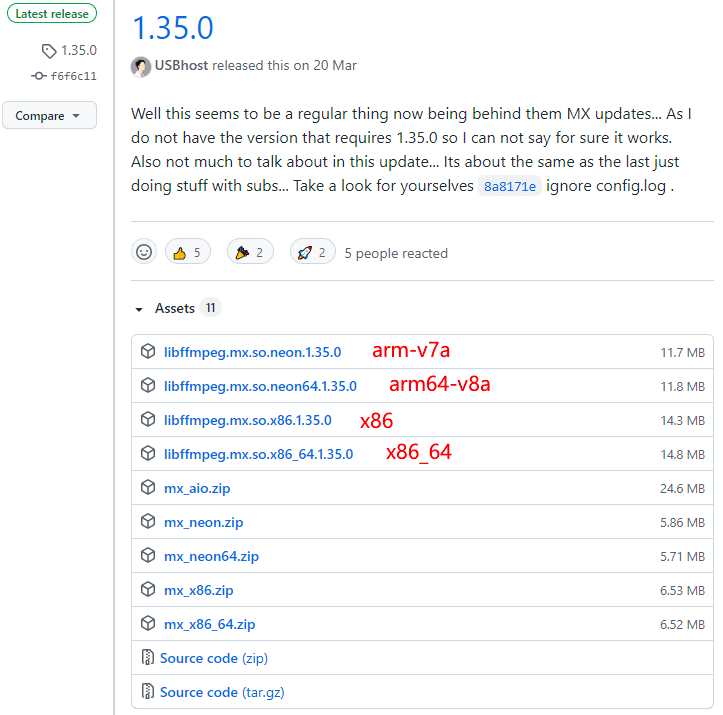 Latest release
1.35.0
f6f6c11
Compare
1.35.0
USBhost released this on 20 Mar
Well this seems to be a regular thing now being behind them MX updates... As I
do not have the version that requires 1.35.0 so I can not say for sure it works.
Also not much to talk about in this update... Its about the same as the last just
doing stuff with subs... Take a look for yourselves 8a8171e ignore config.log .
5 2 2 5 people reacted
Assets 11
libffmpeg.mx.so.neon.1.35.0 arm-v7a 11.7 MB
libffmpeg.mx.so.neon64.1.35.0 arm64-v8a 11.8 MB
libffmpeg.mx.so.x86.1.35.0 x86 14.3 MB
libffmpeg.mx.so.x86_64.1.35.0 x86_64 14.8 MB
mx_aio.zip 24.6 MB
mx_neon.zip 5.86 MB
mx_neon64.zip 5.71 MB
mx_x86.zip 6.53 MB
mx_x86_64.zip 6.52 MB
Source code (zip)
Source code (tar.gz)